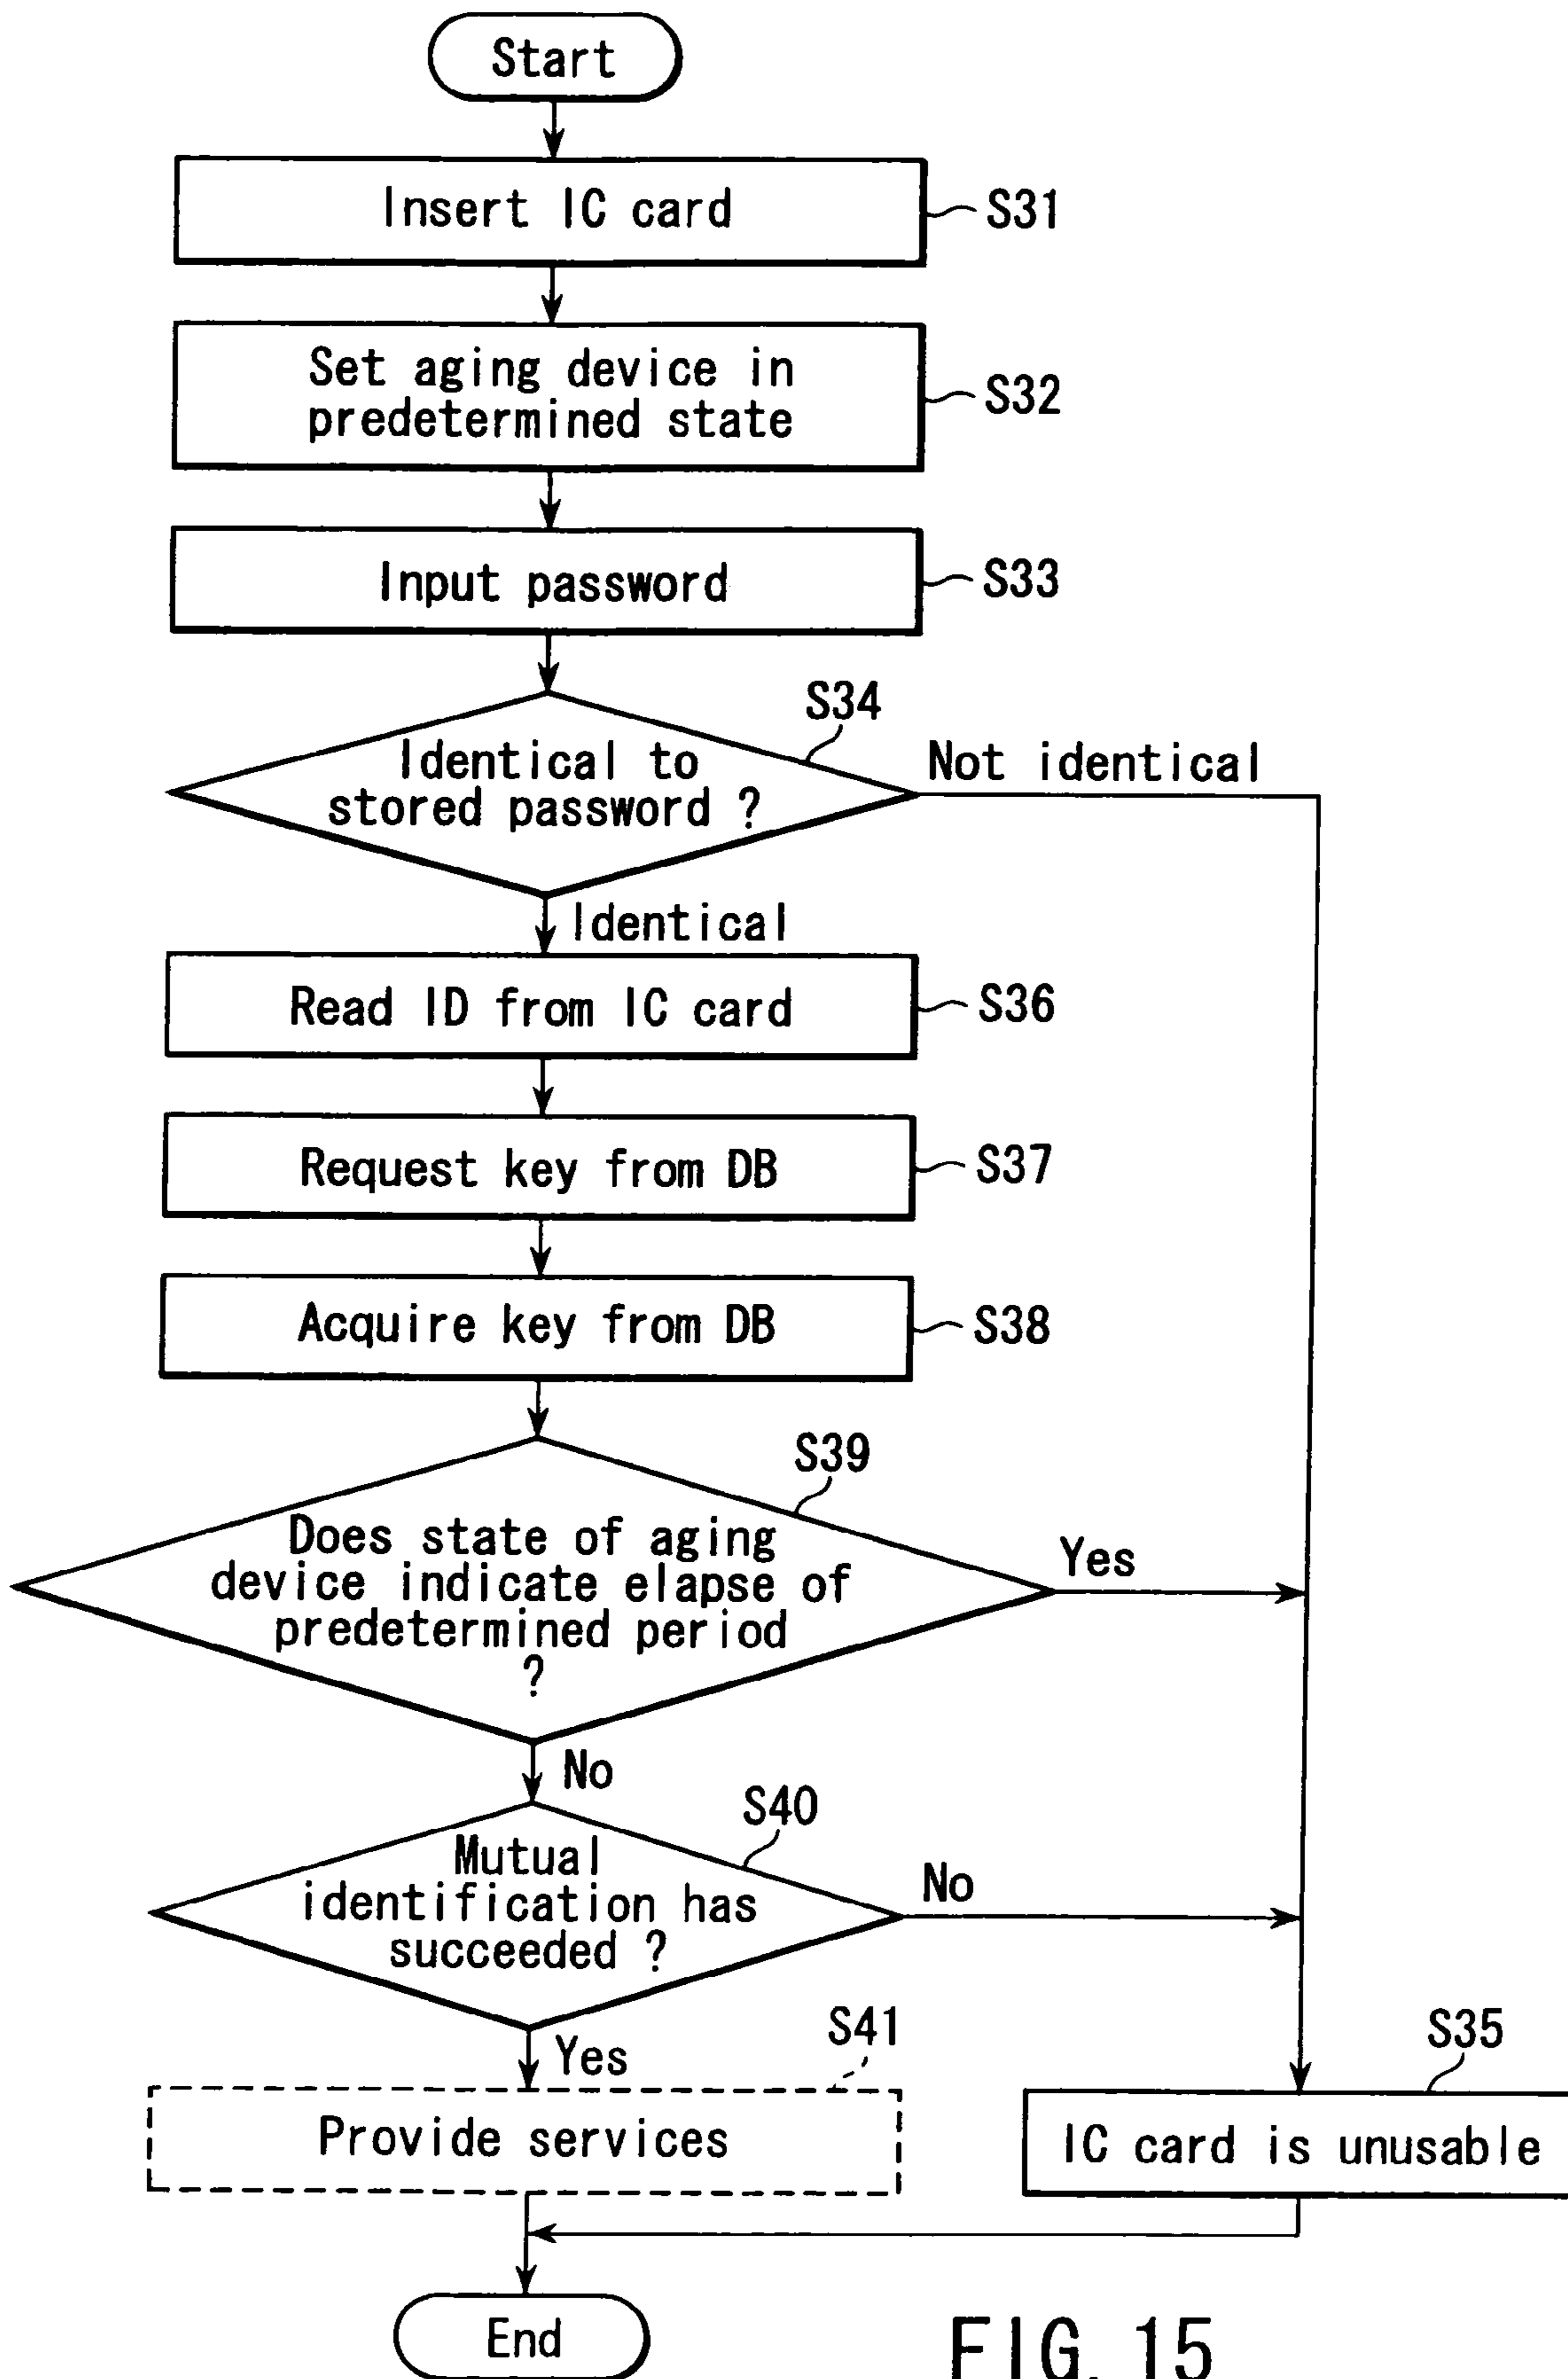 Start
Insert IC card
S31
Set aging device in
predetermined state
S32
Input password
S33
S34
Identical to
stored password ?
Not identical
Identical
Read ID from IC card
S36
Request key from DB
S37
Acquire key from DB
S38
S39
Does state of aging
device indicate elapse of
predetermined period
?
Yes
No
S40
Mutual
identification has
succeeded ?
No
Yes
S41
Provide services
S35
IC card is unusable
End
FIG. 15